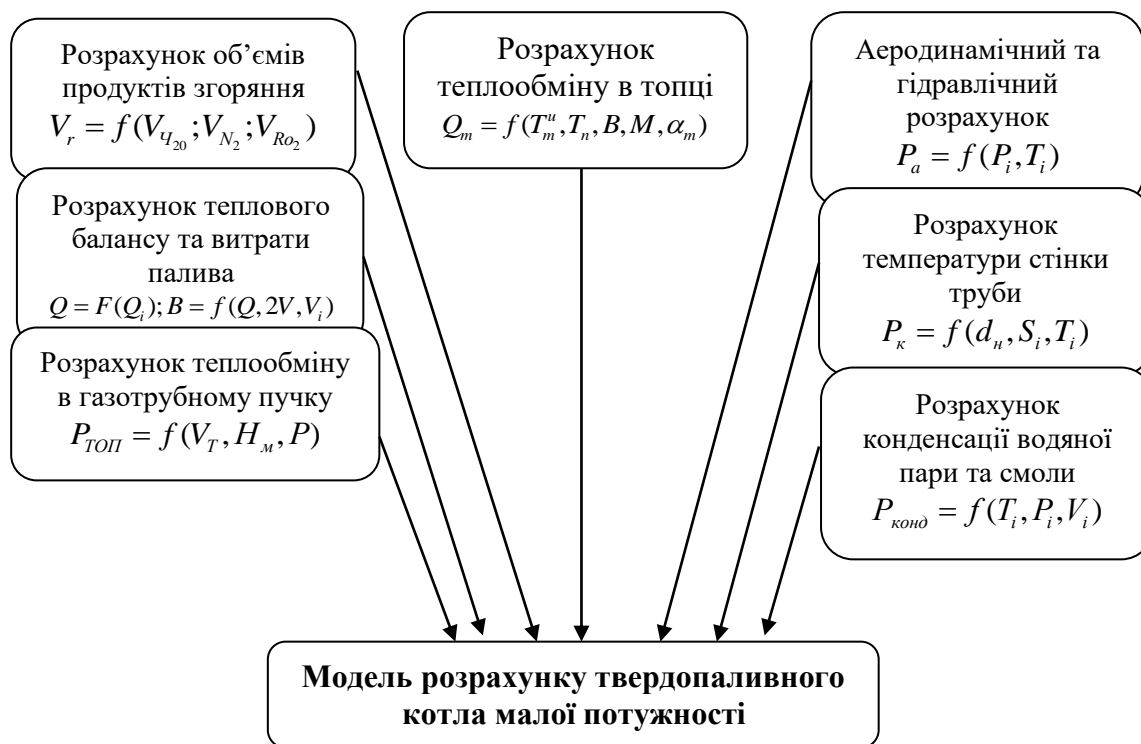 Розрахунок об’ємів
продуктів згоряння
V_r = f(V_{Ч_{20}}; V_{N_2}; V_{Ro_2})
Розрахунок теплового
балансу та витрати
палива
Q = F(Q_i); B = f(Q, 2V, V_i)
Розрахунок теплообміну
в газотрубному пучку
P_{ТОП} = f(V_T, H_м, P)
Розрахунок
теплообміну в топці
Q_m = f(T_m^u, T_n, B, M, α_m)
Аеродинамічний та
гідравлічний
розрахунок
P_a = f(P_i, T_i)
Розрахунок
температури стінки
труби
P_к = f(d_н, S_i, T_i)
Розрахунок
конденсації водяної
пари та смоли
P_{конд} = f(T_i, P_i, V_i)
Модель розрахунку твердопаливного
котла малої потужності